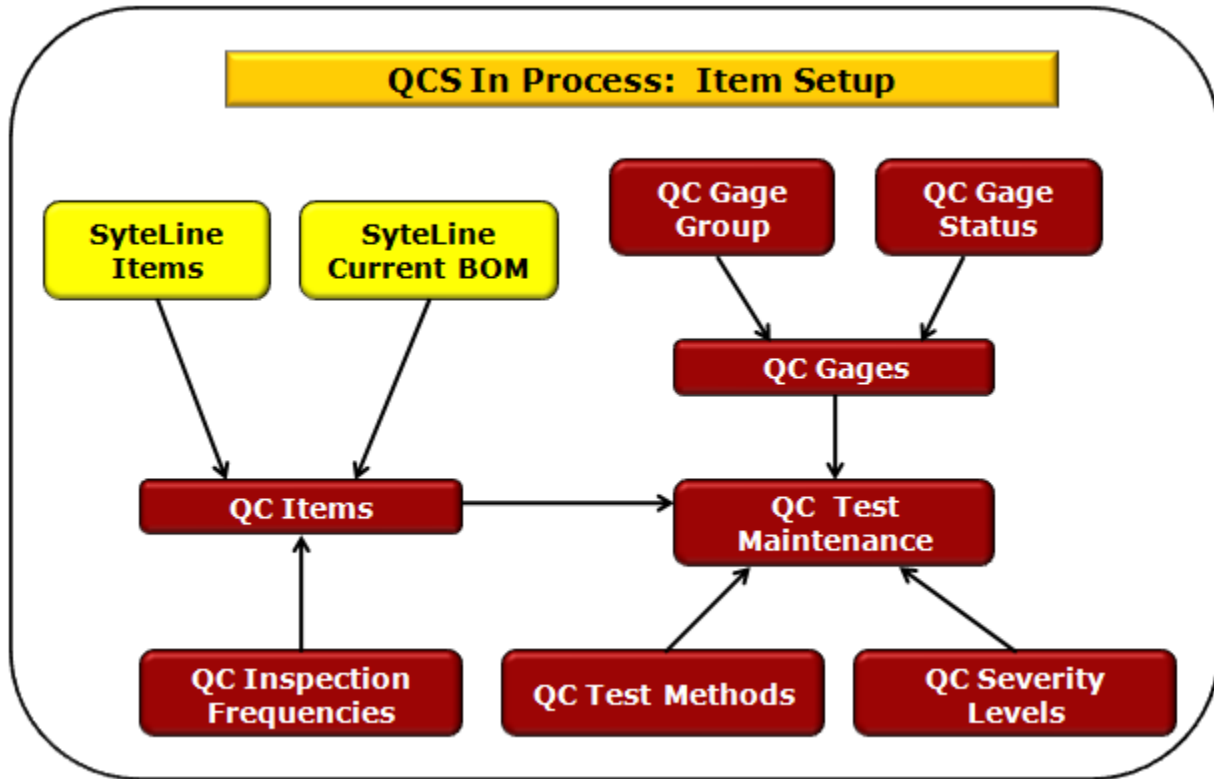 QCS In Process:  Item Setup
QC Gage
Group
QC Gage
Status
SyteLine
Items
SyteLine
Current BOM
QC Gages
QC Items
QC  Test
Maintenance
QC Inspection
Frequencies
QC Test Methods
QC Severity
Levels